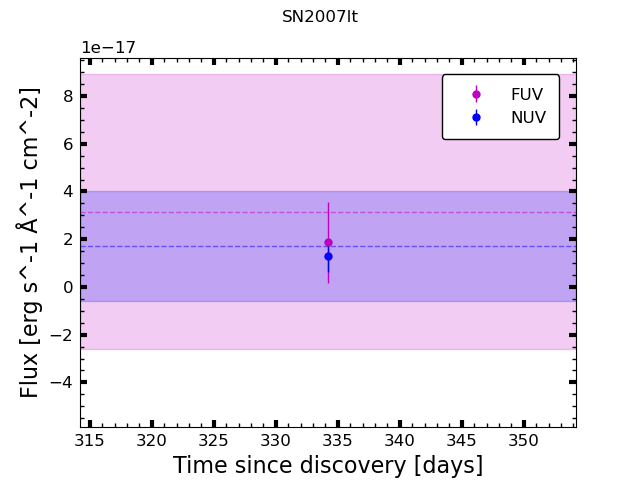 SN2007lt
1e−17
FUV
NUV
8
6
4
2
0
−2
−4
315 320 325 330 335 340 345 350
Time since discovery [days]
Flux [erg s^-1 Å^-1 cm^-2]